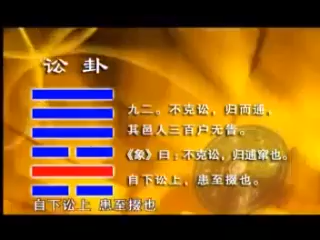 讼 卦
九二。不克讼，归而逋，
其邑人三百户无眚。
《象》曰：不克讼，归逋窜也。
自下讼上，患至掇也。
自下讼上 患至掇也